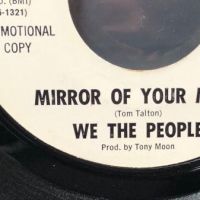 (BMI)
-1321)
MOTIONAL
COPY
MIRROR OF YOUR M
(Tom Talton)
WE THE PEOPLE
Prod. by Tony Moon